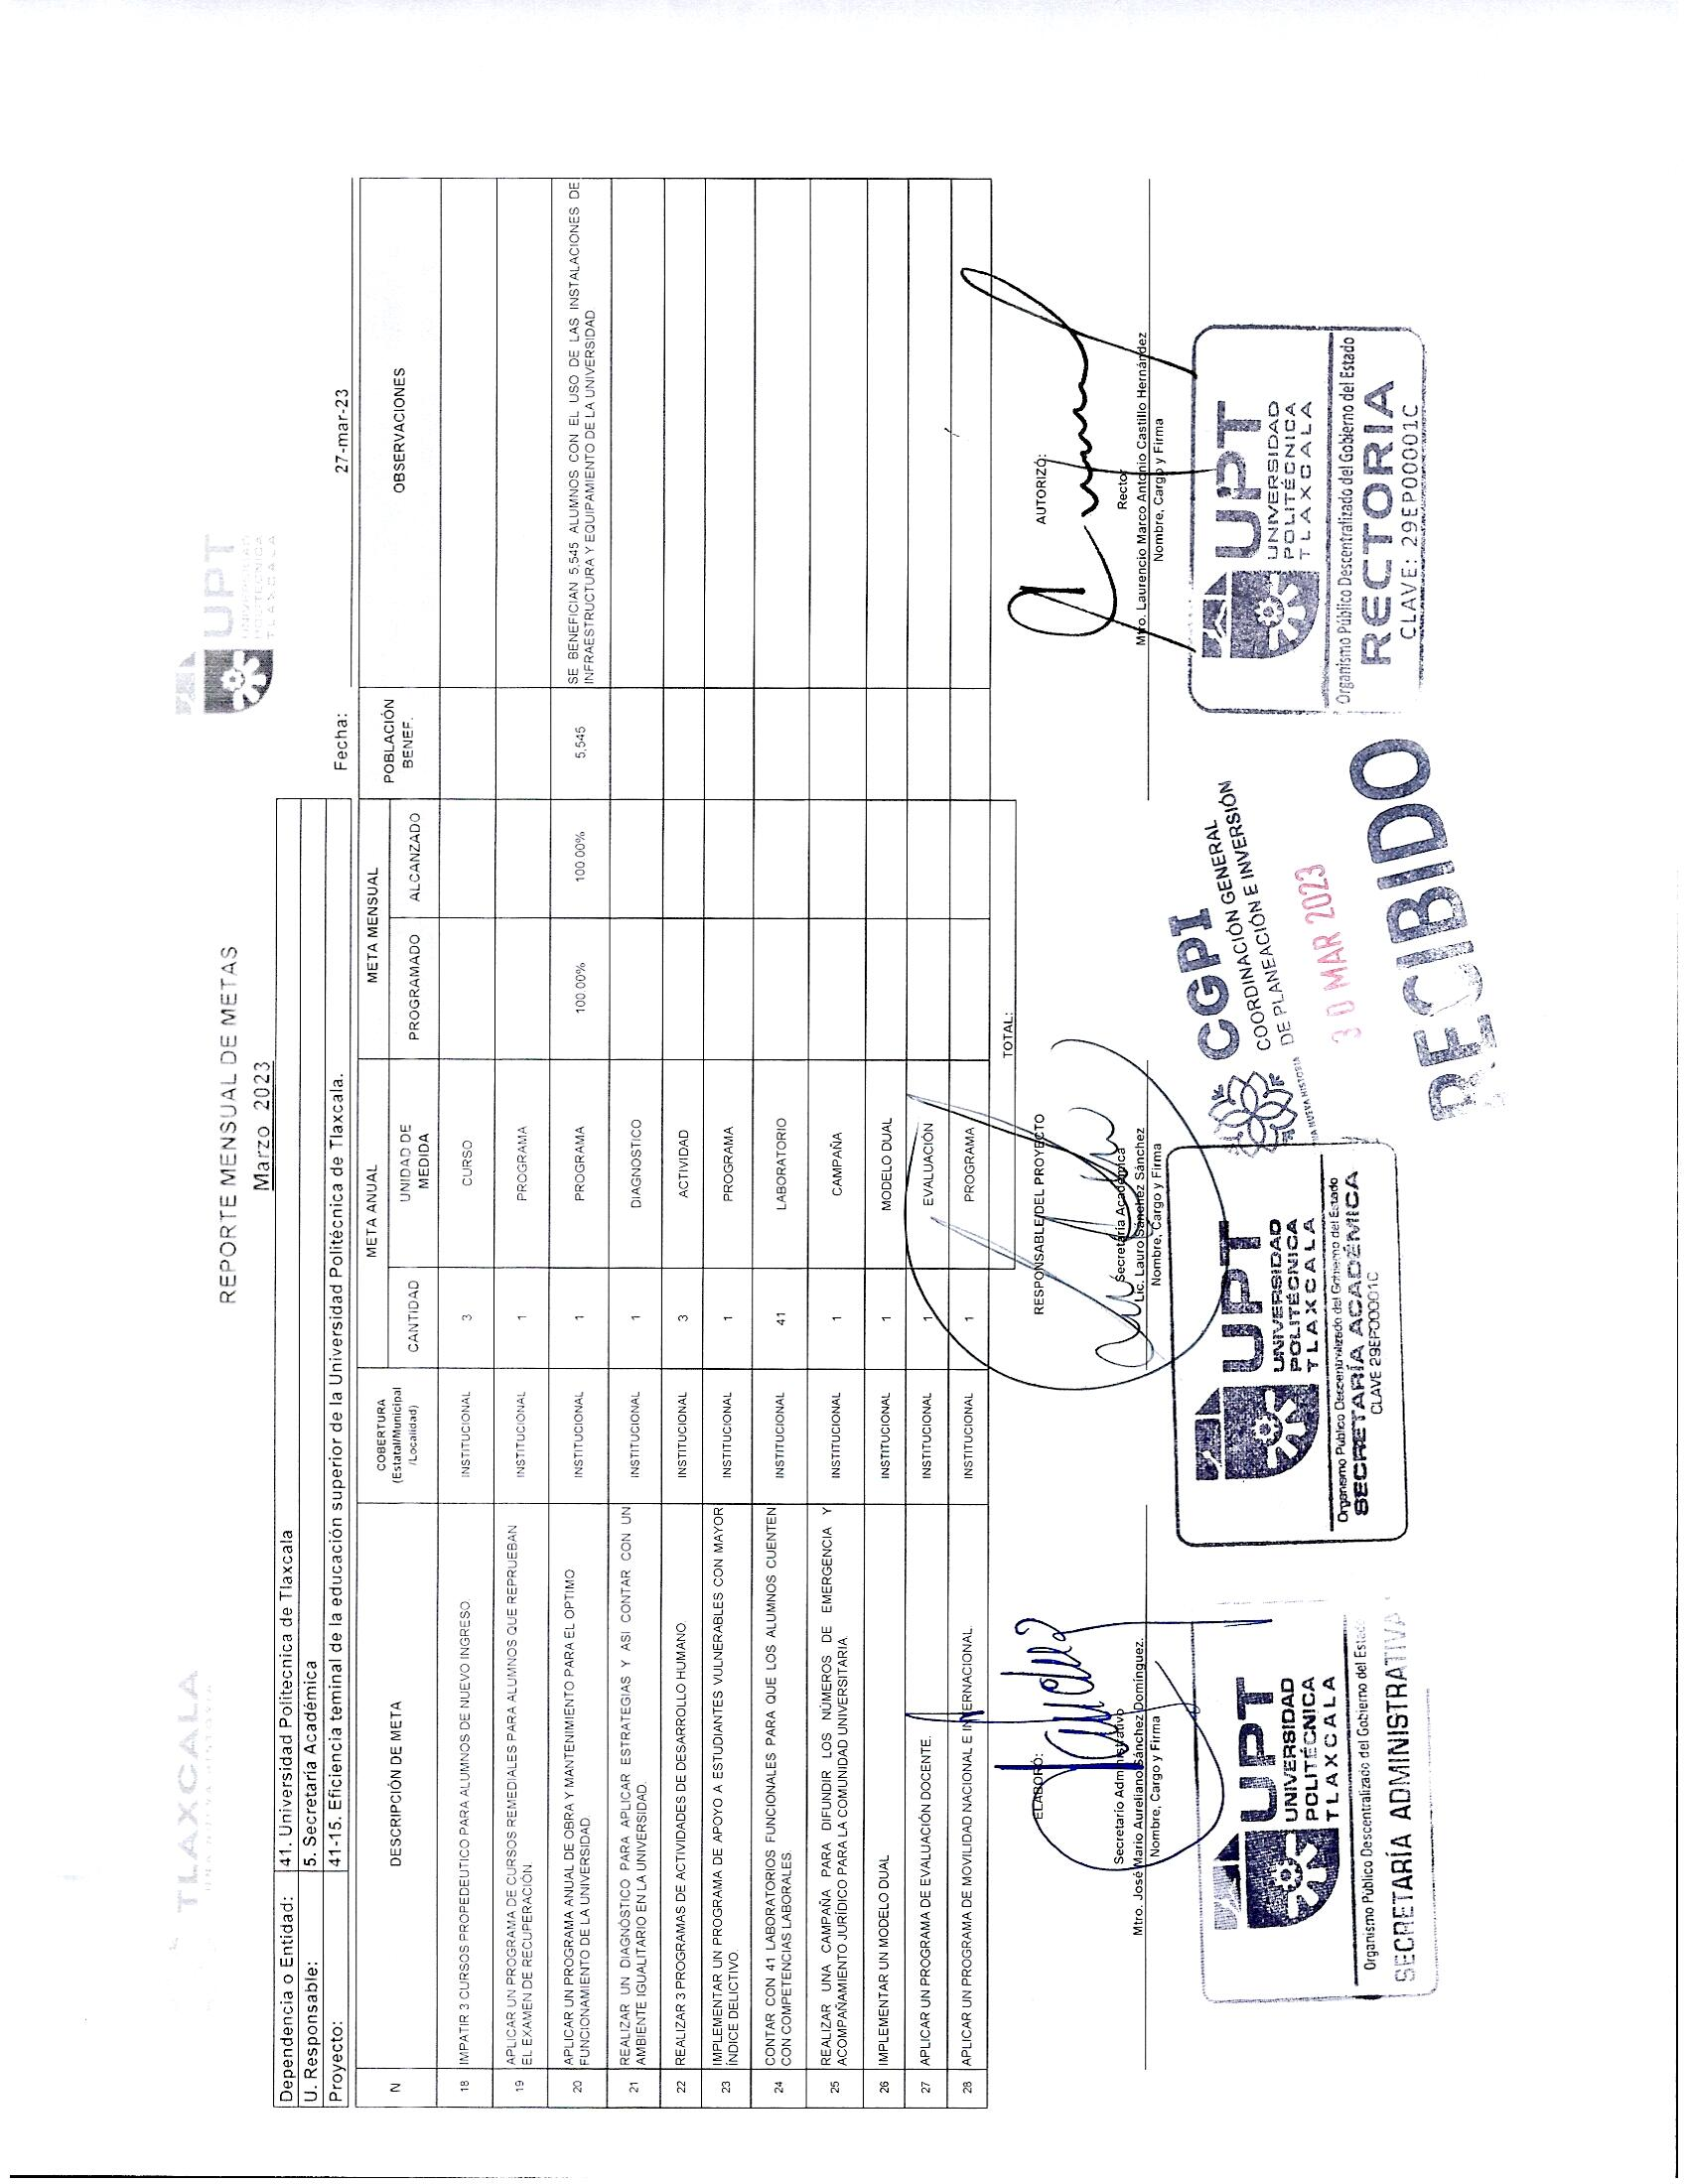 TLAXCALA
UPT
UNIVERSIDAD
POLITÉCNICA
TLAXCALA
REPORTE MENSUAL DE METAS
Marzo 2023
Dependencia o Entidad: 41. Universidad Politecnica de Tlaxcala
U. Responsable: 5. Secretaría Académica
Proyecto: 41-15. Eficiencia teminal de la educación superior de la Universidad Politécnica de Tlaxcala.
Fecha: 27-mar-23
N DESCRIPCIÓN DE META COBERTURA (Estatal/Municipal /Localidad) META ANUAL META MENSUAL POBLACIÓN BENEF. OBSERVACIONES
CANTIDAD UNIDAD DE MEDIDA PROGRAMADO ALCANZADO
18 IMPATIR 3 CURSOS PROPEDEUTICO PARA ALUMNOS DE NUEVO INGRESO INSTITUCIONAL 3 CURSO
19 APLICAR UN PROGRAMA DE CURSOS REMEDIALES PARA ALUMNOS QUE REPRUEBAN INSTITUCIONAL 1 PROGRAMA
EL EXAMEN DE RECUPERACIÓN
20 APLICAR UN PROGRAMA ANUAL DE OBRA Y MANTENIMIENTO PARA EL OPTIMO INSTITUCIONAL 1 PROGRAMA 100.00% 100.00% 5,545 SE BENEFICIAN 5,545 ALUMNOS CON EL USO DE LAS INSTALACIONES DE
FUNCIONAMIENTO DE LA UNIVERSIDAD INFRAESTRUCTURA Y EQUIPAMIENTO DE LA UNIVERSIDAD
21 REALIZAR UN DIAGNÓSTICO PARA APLICAR ESTRATEGIAS Y ASI CONTAR CON UN INSTITUCIONAL 1 DIAGNOSTICO
AMBIENTE IGUALITARIO EN LA UNIVERSIDAD.
22 REALIZAR 3 PROGRAMAS DE ACTIVIDADES DE DESARROLLO HUMANO. INSTITUCIONAL 3 ACTIVIDAD
23 IMPLEMENTAR UN PROGRAMA DE APOYO A ESTUDIANTES VULNERABLES CON MAYOR INSTITUCIONAL 1 PROGRAMA
ÍNDICE DELICTIVO.
24 CONTAR CON 41 LABORATORIOS FUNCIONALES PARA QUE LOS ALUMNOS CUENTEN INSTITUCIONAL 41 LABORATORIO
CON COMPETENCIAS LABORALES.
25 REALIZAR UNA CAMPAÑA PARA DIFUNDIR LOS NÚMEROS DE EMERGENCIA Y INSTITUCIONAL 1 CAMPAÑA
ACOMPAÑAMIENTO JURÍDICO PARA LA COMUNIDAD UNIVERSITARIA
26 IMPLEMENTAR UN MODELO DUAL INSTITUCIONAL 1 MODELO DUAL
27 APLICAR UN PROGRAMA DE EVALUACIÓN DOCENTE. INSTITUCIONAL 1 EVALUACIÓN
28 APLICAR UN PROGRAMA DE MOVILIDAD NACIONAL E INTERNACIONAL. INSTITUCIONAL 1 PROGRAMA
TOTAL:
ELABORÓ:
Secretario Administrativo
Mtro. José Mario Aureliano Sánchez Domínguez.
Nombre, Cargo y Firma
RESPONSABLE DEL PROYECTO
Secretaría Académica
Lic. Lauro Sánchez Sánchez
Nombre, Cargo y Firma
AUTORIZÓ:
Rector
Mtro. Laurencio Marco Antonio Castillo Hernández
Nombre, Cargo y Firma
UPT
UNIVERSIDAD
POLITÉCNICA
TLAXCALA
Organismo Público Descentralizado del Gobierno del Estado
SECRETARÍA ADMINISTRATIVA
UPT
UNIVERSIDAD
POLITÉCNICA
TLAXCALA
Organismo Público Descentralizado del Gobierno del Estado
SECRETARÍA ACADÉMICA
CLAVE 29EPO0001C
CGPI
COORDINACIÓN GENERAL
DE PLANEACIÓN E INVERSIÓN
NUEVA HISTORIA
30 MAR 2023
RECIBIDO
UPT
UNIVERSIDAD
POLITÉCNICA
TLAXCALA
Organismo Público Descentralizado del Gobierno del Estado
RECTORIA
CLAVE: 29EPO0001C